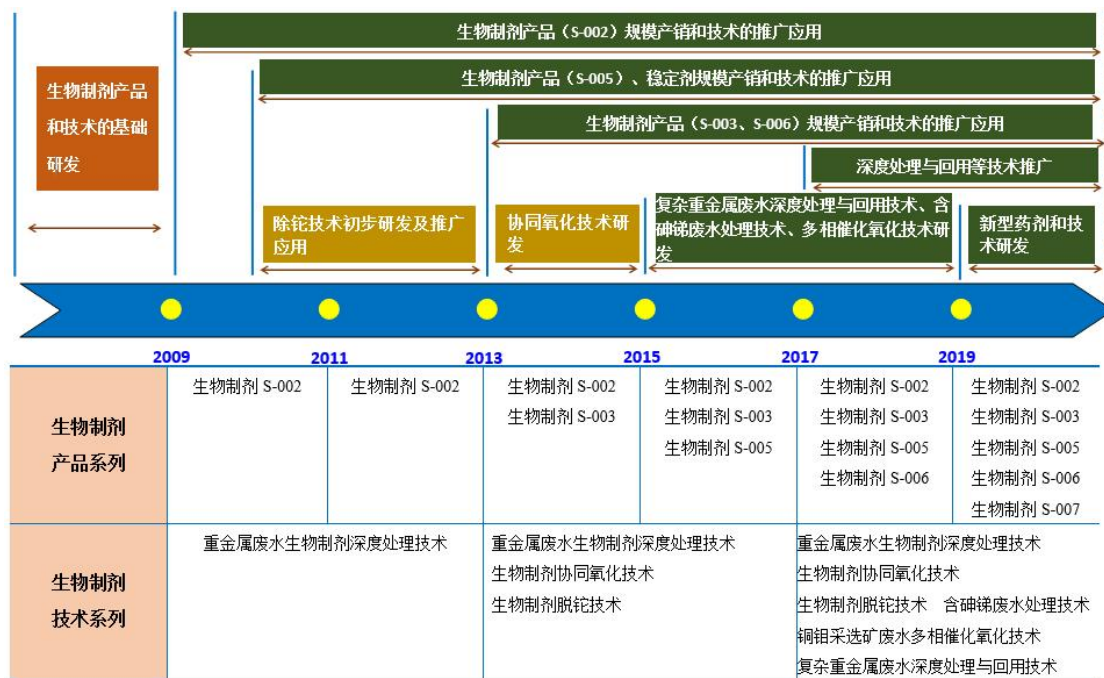 生物制剂产品（S-002）规模产销和技术的推广应用
生物制剂产品
和技术的基础
研发
生物制剂产品（S-005）、稳定剂规模产销和技术的推广应用
生物制剂产品（S-003、S-006）规模产销和技术的推广应用
深度处理与回用等技术推广
除铊技术初步研发及推广
应用
协同氧化技术研
发
复杂重金属废水深度处理与回用技术、含
砷锑废水处理技术、多相催化氧化技术研
发
新型药剂和技
术研发
2009
2011
2013
2015
2017
2019
生物制剂
产品系列
生物制剂 S-002
生物制剂 S-002
生物制剂 S-002
生物制剂 S-003
生物制剂 S-002
生物制剂 S-003
生物制剂 S-005
生物制剂 S-002
生物制剂 S-003
生物制剂 S-005
生物制剂 S-006
生物制剂 S-002
生物制剂 S-003
生物制剂 S-005
生物制剂 S-006
生物制剂 S-007
生物制剂
技术系列
重金属废水生物制剂深度处理技术
重金属废水生物制剂深度处理技术
生物制剂协同氧化技术
生物制剂脱铊技术
重金属废水生物制剂深度处理技术
生物制剂协同氧化技术
生物制剂脱铊技术 含砷锑废水处理技术
铜钼采选矿废水多相催化氧化技术
复杂重金属废水深度处理与回用技术